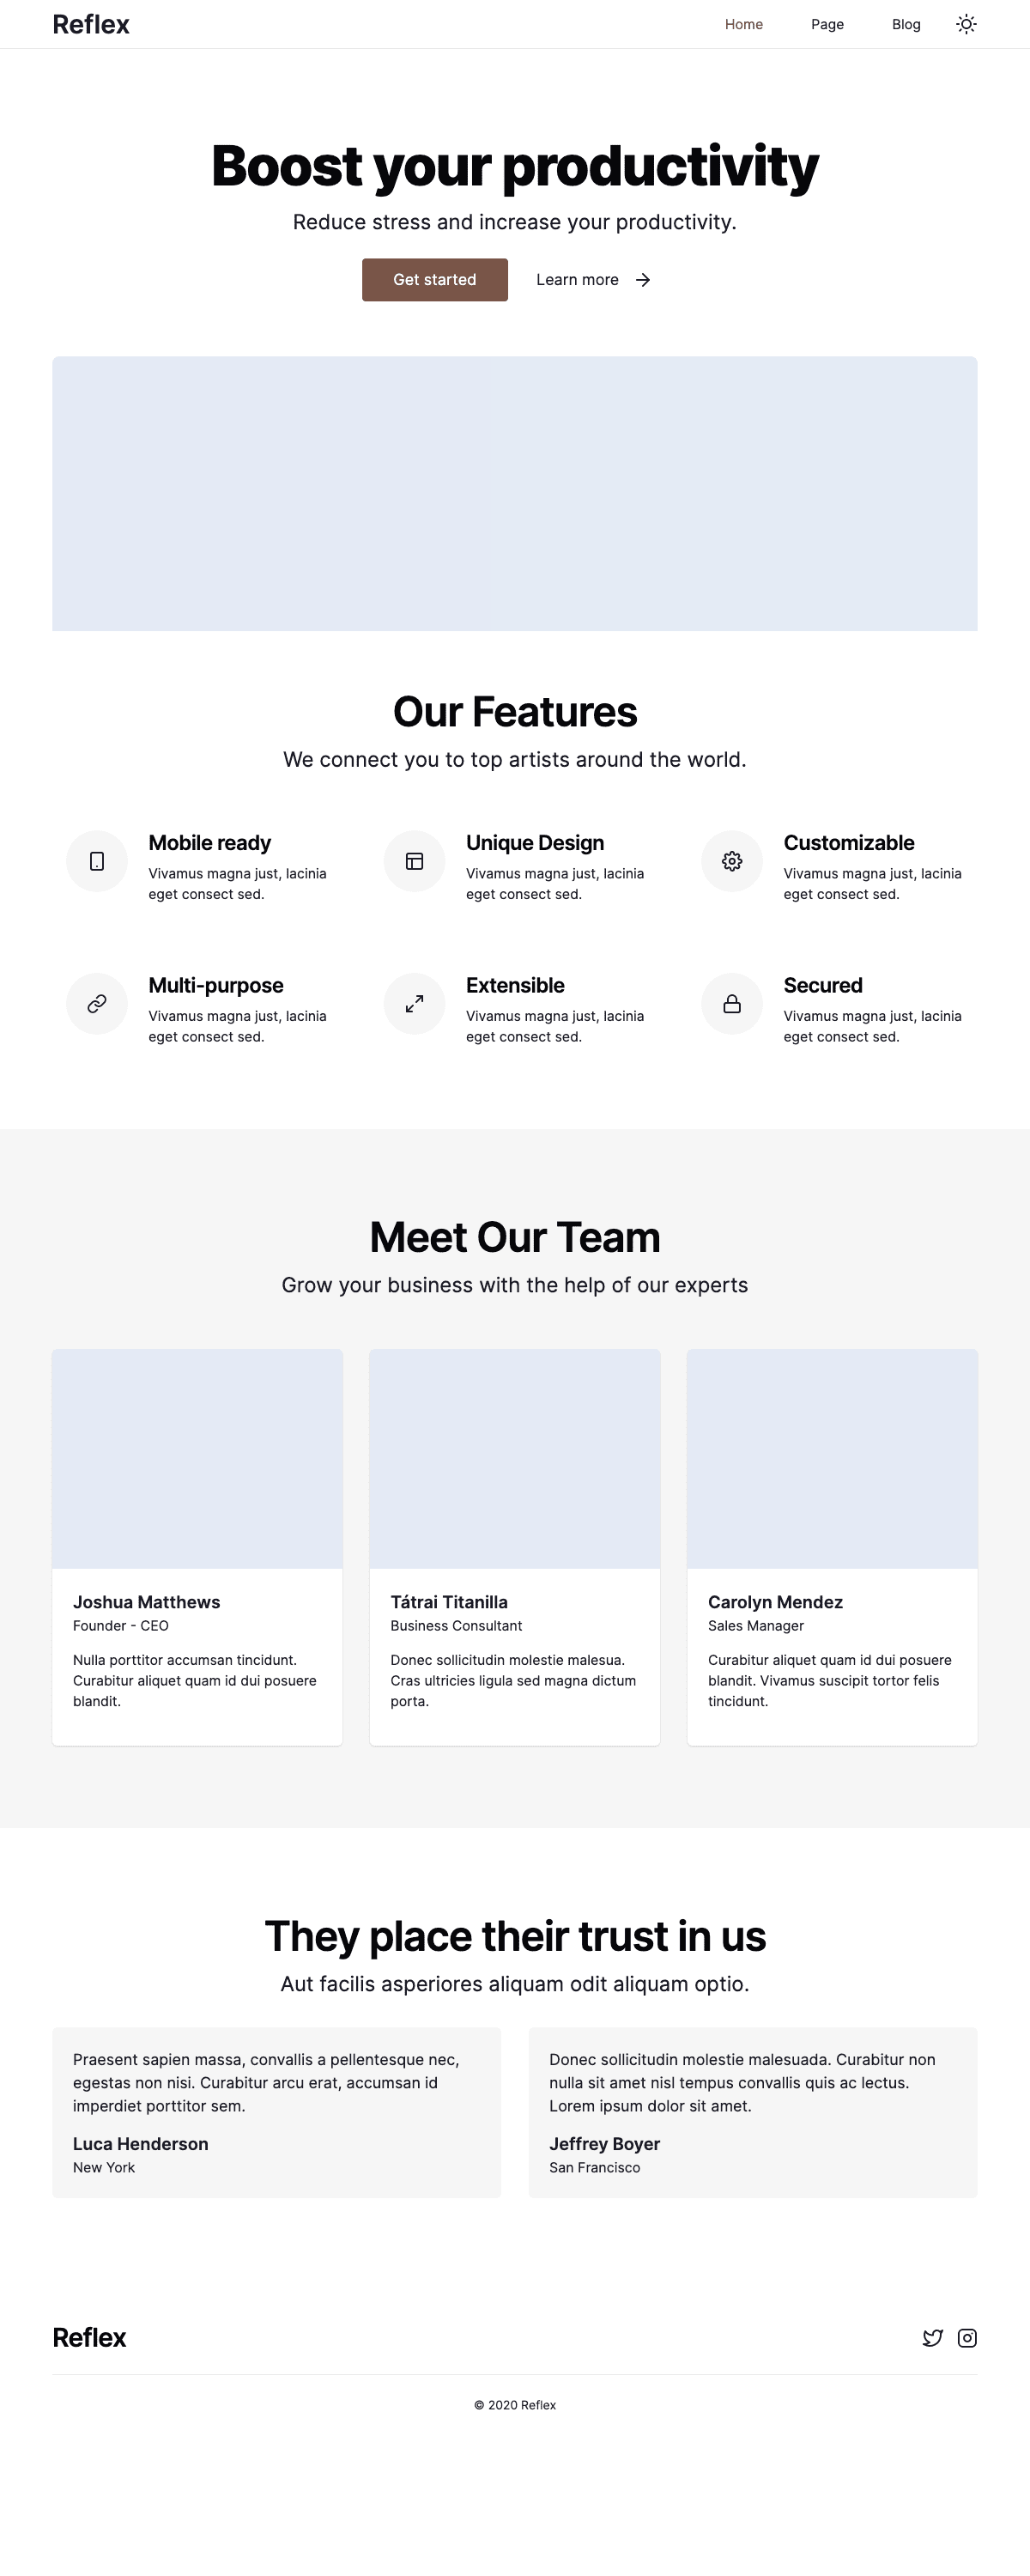 Reflex
Home Page Blog
Boost your productivity
Reduce stress and increase your productivity.
Get started Learn more
Our Features
We connect you to top artists around the world.
Mobile ready
Vivamus magna just, lacinia
eget consect sed.
Unique Design
Vivamus magna just, lacinia
eget consect sed.
Customizable
Vivamus magna just, lacinia
eget consect sed.
Multi-purpose
Vivamus magna just, lacinia
eget consect sed.
Extensible
Vivamus magna just, lacinia
eget consect sed.
Secured
Vivamus magna just, lacinia
eget consect sed.
Meet Our Team
Grow your business with the help of our experts
Joshua Matthews
Founder - CEO
Nulla porttitor accumsan tincidunt.
Curabitur aliquet quam id dui posuere
blandit.
Tátrai Titanilla
Business Consultant
Donec sollicitudin molestie malesua.
Cras ultricies ligula sed magna dictum
porta.
Carolyn Mendez
Sales Manager
Curabitur aliquet quam id dui posuere
blandit. Vivamus suscipit tortor felis
tincidunt.
They place their trust in us
Aut facilis asperiores aliquam odit aliquam optio.
Praesent sapien massa, convallis a pellentesque nec,
egestas non nisi. Curabitur arcu erat, accumsan id
imperdiet porttitor sem.
Luca Henderson
New York
Donec sollicitudin molestie malesuada. Curabitur non
nulla sit amet nisl tempus convallis quis ac lectus.
Lorem ipsum dolor sit amet.
Jeffrey Boyer
San Francisco
Reflex
© 2020 Reflex